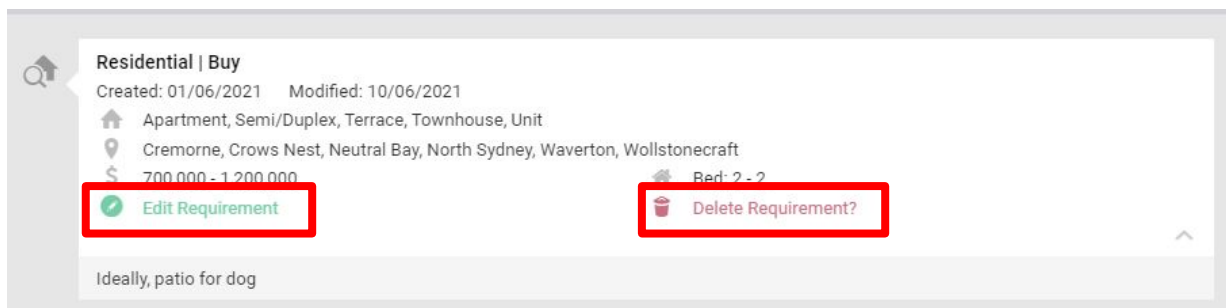 Residential | Buy
Created: 01/06/2021 Modified: 10/06/2021
Apartment, Semi/Duplex, Terrace, Townhouse, Unit
Cremorne, Crows Nest, Neutral Bay, North Sydney, Waverton, Wollstonecraft
$ 700,000 - 1,200,000 Bed: 2 - 2
Edit Requirement Delete Requirement?
Ideally, patio for dog